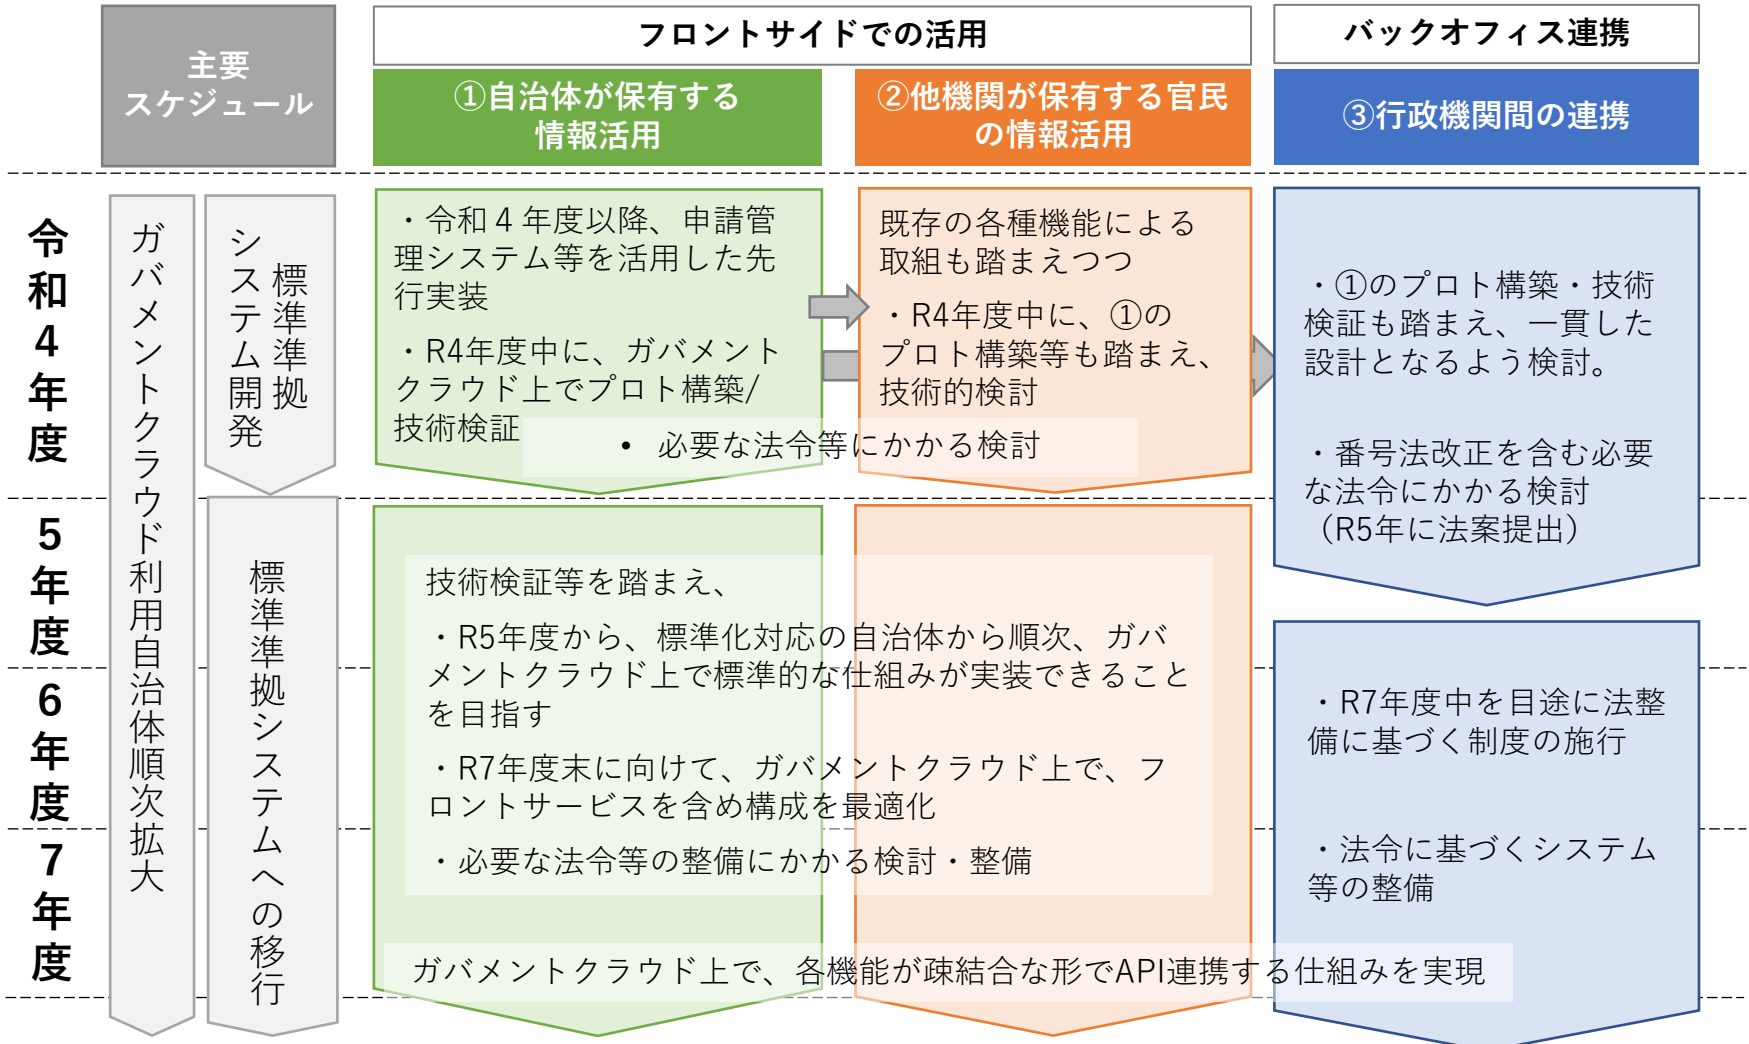 主要
スケジュール
フロントサイドでの活用
バックオフィス連携
①自治体が保有する
情報活用
②他機関が保有する官民
の情報活用
③行政機関間の連携
令和4年度
5年度
6年度
7年度
ガバメントクラウド利用自治体順次拡大
標準準拠
システム開発
標準準拠システムへの移行
・令和４年度以降、申請管
理システム等を活用した先
行実装
・R4年度中に、ガバメント
クラウド上でプロト構築/
技術検証
既存の各種機能による
取組も踏まえつつ
・R4年度中に、①の
プロト構築等も踏まえ、
技術的検討
• 必要な法令等にかかる検討
・①のプロト構築・技術
検証も踏まえ、一貫した
設計となるよう検討。
・番号法改正を含む必要
な法令にかかる検討
（R5年に法案提出）
技術検証等を踏まえ、
・R5年度から、標準化対応の自治体から順次、ガバ
メントクラウド上で標準的な仕組みが実装できること
を目指す
・R7年度末に向けて、ガバメントクラウド上で、フ
ロントサービスを含め構成を最適化
・必要な法令等の整備にかかる検討・整備
・R7年度中を目途に法整
備に基づく制度の施行
・法令に基づくシステム
等の整備
ガバメントクラウド上で、各機能が疎結合な形でAPI連携する仕組みを実現